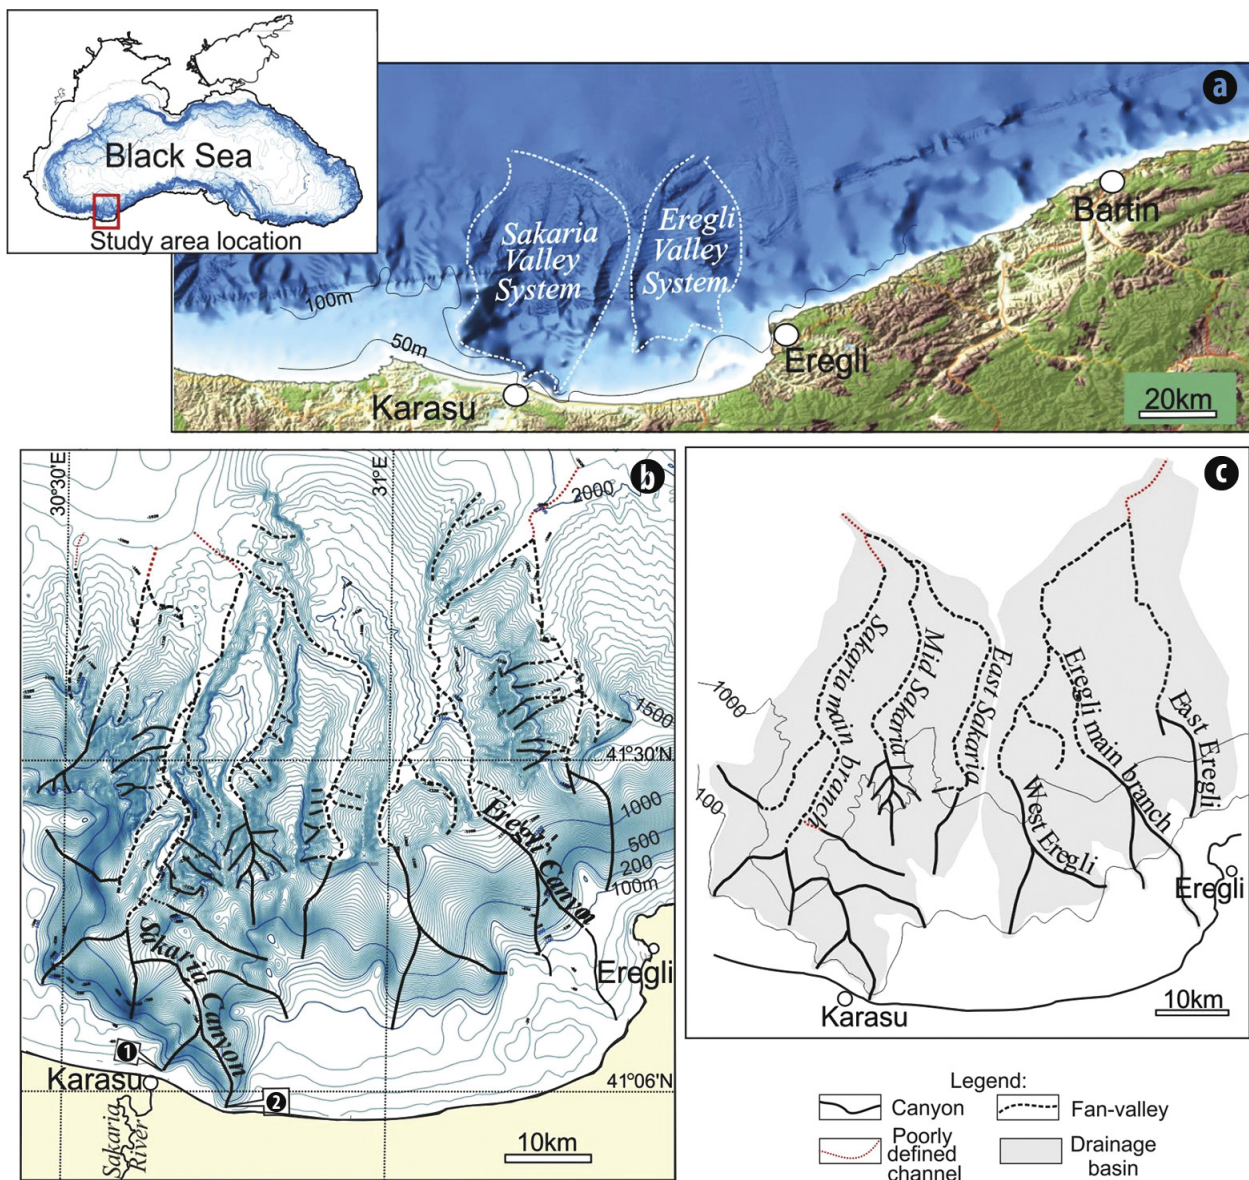 Black Sea
Study area location
a
Sakaria
Valley
System
Eregli
Valley
System
Bartin
100m
50m
Eregli
Karasu
20km
b
30°30'E
31°E
2000
1500
41°30'N
1000
500
200
100m
Eregli Canyon
Sakaria Canyon
Eregli
1
Karasu
2
41°06'N
Sakaria
River
10km
c
1000
100
Sakaria main branch
Mid Sakaria
East Sakaria
Eregli main branch
East Eregli
West Eregli
Eregli
Karasu
10km
Legend:
Canyon
Fan-valley
Poorly
defined
channel
Drainage
basin